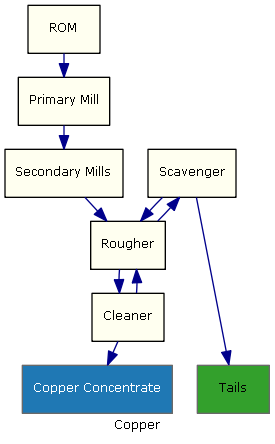 ROM
Primary Mill
Secondary Mills
Scavenger
Rougher
Cleaner
Copper Concentrate
Tails
Copper